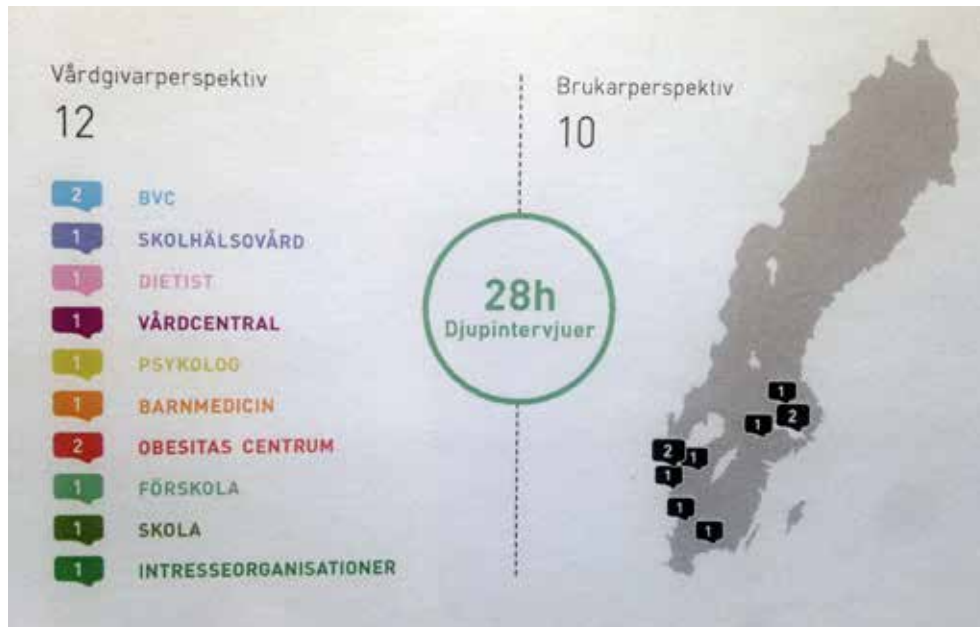 Vårdgivarperspektiv
12
2 BVC
1 SKOLHÄLSOVÅRD
1 DIETIST
1 VÅRDCENTRAL
1 PSYKOLOG
1 BARNMEDICIN
2 OBESITAS CENTRUM
1 FÖRSKOLA
1 SKOLA
1 INTRESSEORGANISATIONER
28h
Djupintervjuer
Brukarperspektiv
10
1
2
1
2
1
1
1
1